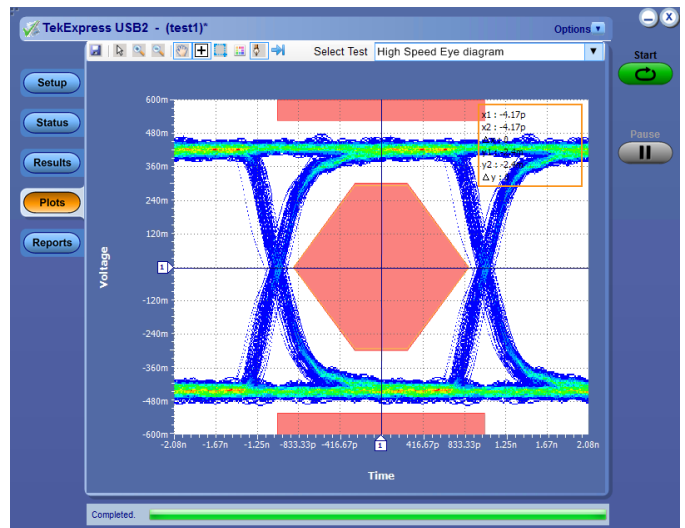 TekExpress USB2 - (test1)*
Options
Select Test High Speed Eye diagram
Start
Pause
Setup
Status
Results
Plots
Reports
Voltage
600m
480m
360m
240m
120m
-120m
-240m
-360m
-480m
-600m
1
x1 : -4.17p
x2 : -4.17p
y2 : -2.4m
Δy :
-2.08n -1.67n -1.25n -833.33p -416.67p 1 416.67p 833.33p 1.25n 1.67n 2.08n
Time
Completed.